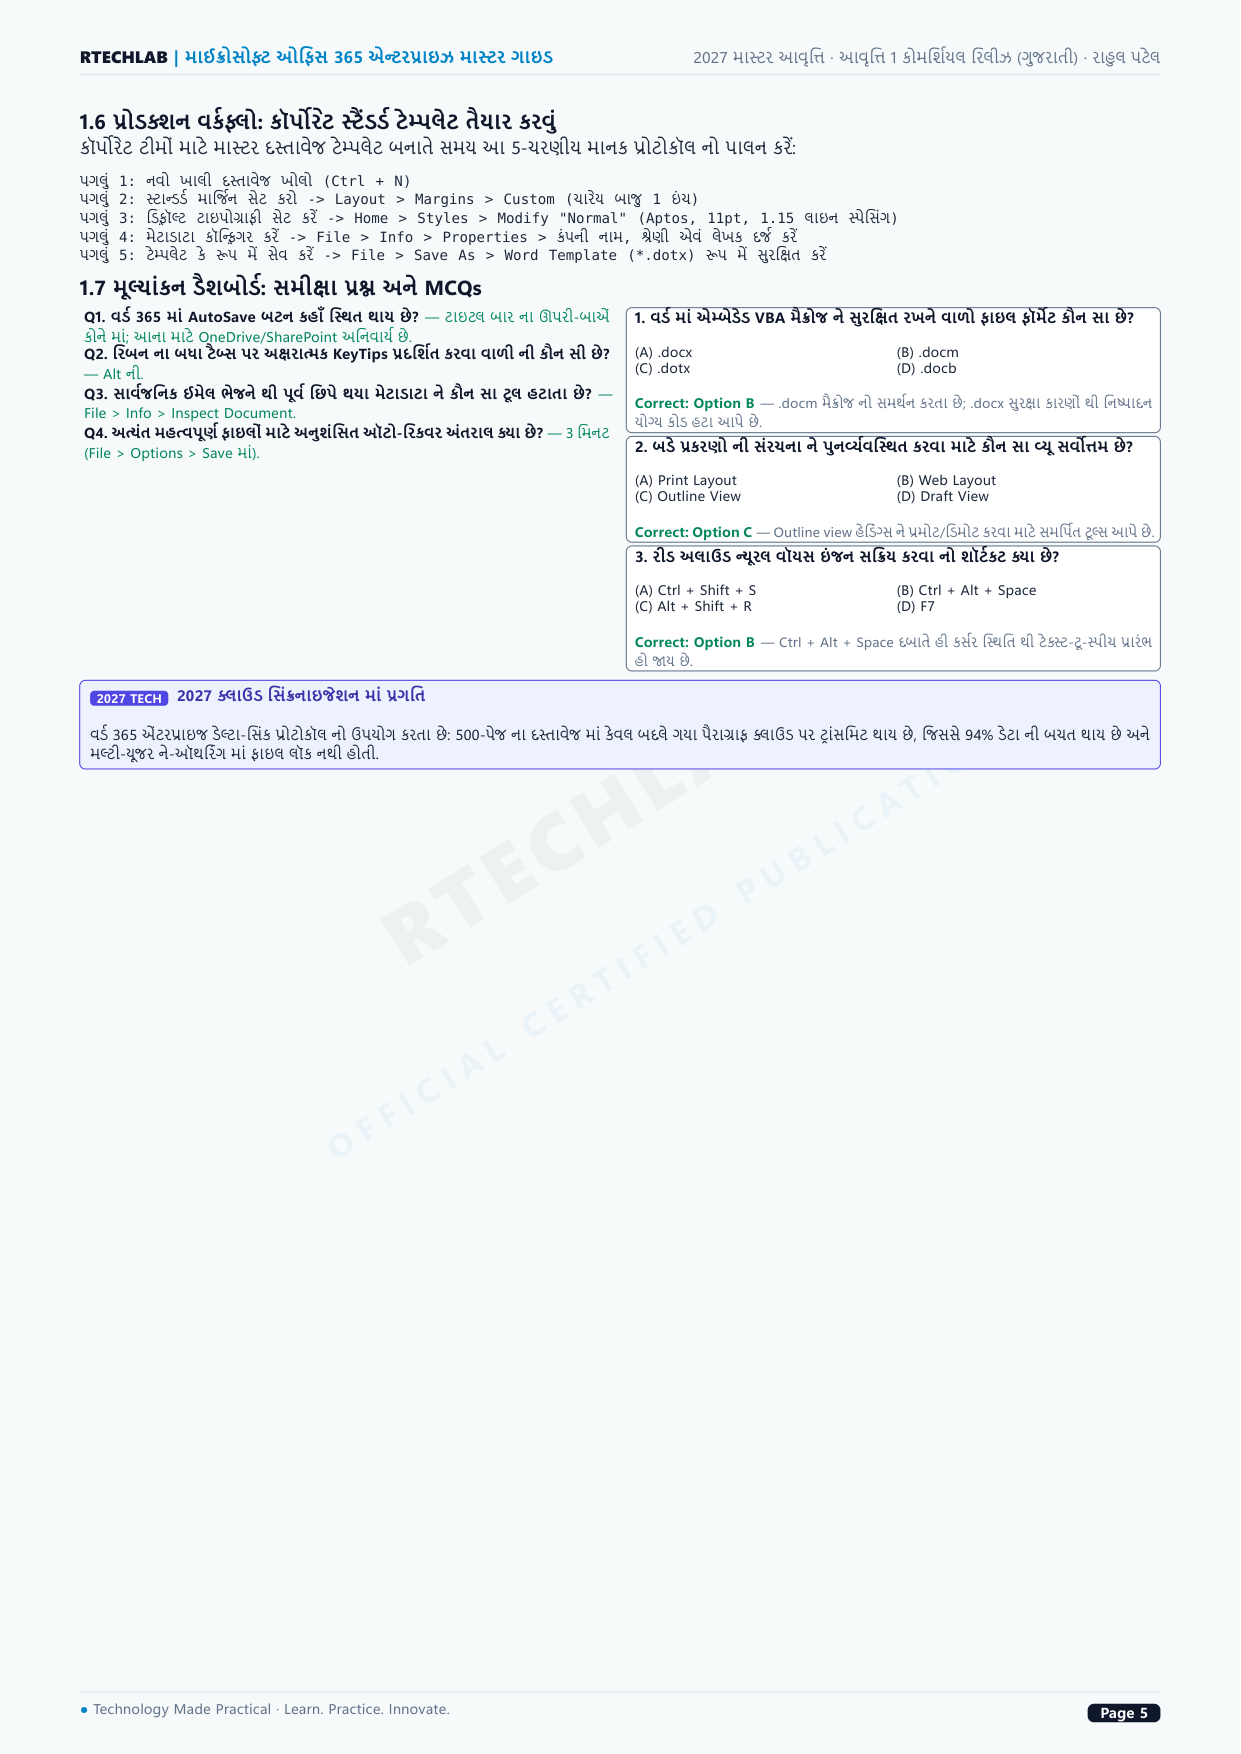 RTECHLAB | માઈક્રોસોફ્ટ ઓફિસ 365 એન્ટરપ્રાઇઝ માસ્ટર ગાઇડ
2027 માસ્ટર આવૃત્તિ · આવૃત્તિ 1 કોમર્શિયલ રિલીઝ (ગુજરાતી) · રાહુલ પટેલ
1.6 પ્રોડક્શન વર્કફ્લો: કૉર્પોરેટ સ્ટૈંડર્ડ ટેમ્પલેટ તૈયાર કરવું
કૉર્પોરેટ ટીમોં માટે માસ્ટર દસ્તાવેજ ટેમ્પલેટ બનાતે સમય આ 5-ચરણીય માનક પ્રોટોકૉલ નો પાલન કરેં:
પગલું 1: નવો ખાલી દસ્તાવેજ ખોલો (Ctrl + N)
પગલું 2: સ્ટાન્ડર્ડ માર્જિન સેટ કરો -> Layout > Margins > Custom (ચારેય બાજુ 1 ઇંચ)
પગલું 3: ડિફૉલ્ટ ટાઇપોગ્રાફી સેટ કરેં -> Home > Styles > Modify "Normal" (Aptos, 11pt, 1.15 લાઇન સ્પેસિંગ)
પગલું 4: મેટાડાટા કૉન્ફ઼િગર કરેં -> File > Info > Properties > કંપની નામ, શ્રેણી એવં લેખક દર્જ કરેં
પગલું 5: ટેમ્પલેટ કે રૂપ મેં સેવ કરેં -> File > Save As > Word Template (*.dotx) રૂપ મેં સુરક્ષિત કરેં
1.7 મૂલ્યાંકન ડૈશબોર્ડ: સમીક્ષા પ્રશ્ન અને MCQs
Q1. વર્ડ 365 માં AutoSave બટન કહાઁ સ્થિત થાય છે? — ટાઇટલ બાર ના ઊપરી-બાએઁ
કોને માં; આના માટે OneDrive/SharePoint અનિવાર્ય છે.
Q2. રિબન ના બધા ટૈબ્સ પર અક્ષરાત્મક KeyTips પ્રદર્શિત કરવા વાળી ની કૌન સી છે?
— Alt ની.
Q3. સાર્વજનિક ઈમેલ ભેજને થી પૂર્વ છિપે થયા મેટાડાટા ને કૌન સા ટૂલ હટાતા છે? —
File > Info > Inspect Document.
Q4. અત્યંત મહત્વપૂર્ણ ફાઇલોં માટે અનુશંસિત ઑટો-રિકવર અંતરાલ ક્યા છે? — 3 મિનટ
(File > Options > Save માં).
1. વર્ડ માં એમ્બેડેડ VBA મૈક્રોજ ને સુરક્ષિત રખને વાળો ફાઇલ ફૉર્મેટ કૌન સા છે?
(A) .docx (B) .docm
(C) .dotx (D) .docb
Correct: Option B — .docm મૈક્રોજ નો સમર્થન કરતા છે; .docx સુરક્ષા કારણોં થી નિષ્પાદન
યોગ્ય કોડ હટા આપે છે.
2. બડે પ્રકરણો ની સંરચના ને પુનર્વ્યવસ્થિત કરવા માટે કૌન સા વ્યૂ સર્વોત્તમ છે?
(A) Print Layout (B) Web Layout
(C) Outline View (D) Draft View
Correct: Option C — Outline view હેડિંગ્સ ને પ્રમોટ/ડિમોટ કરવા માટે સમર્પિત ટૂલ્સ આપે છે.
3. રીડ અલાઉડ ન્યૂરલ વૉયસ ઇંજન સક્રિય કરવા નો શૉર્ટકટ ક્યા છે?
(A) Ctrl + Shift + S (B) Ctrl + Alt + Space
(C) Alt + Shift + R (D) F7
Correct: Option B — Ctrl + Alt + Space દબાતે હી કર્સર સ્થિતિ થી ટેક્સ્ટ-ટૂ-સ્પીચ પ્રારંભ
હો જાય છે.
2027 TECH 2027 ક્લાઉડ સિંક્રનાઇજેશન માં પ્રગતિ
વર્ડ 365 એંટરપ્રાઇજ ડેલ્ટા-સિંક પ્રોટોકૉલ નો ઉપયોગ કરતા છે: 500-પેજ ના દસ્તાવેજ માં કેવલ બદલે ગયા પૈરાગ્રાફ ક્લાઉડ પર ટ્રાંસમિટ થાય છે, જિસસે 94% ડેટા ની બચત થાય છે અને
મલ્ટી-યૂજર ને-ઑથરિંગ માં ફાઇલ લૉક નથી હોતી.
RTECHLA
OFFICIAL CERTIFIED PUBLICATIO
● Technology Made Practical · Learn. Practice. Innovate.
Page 5